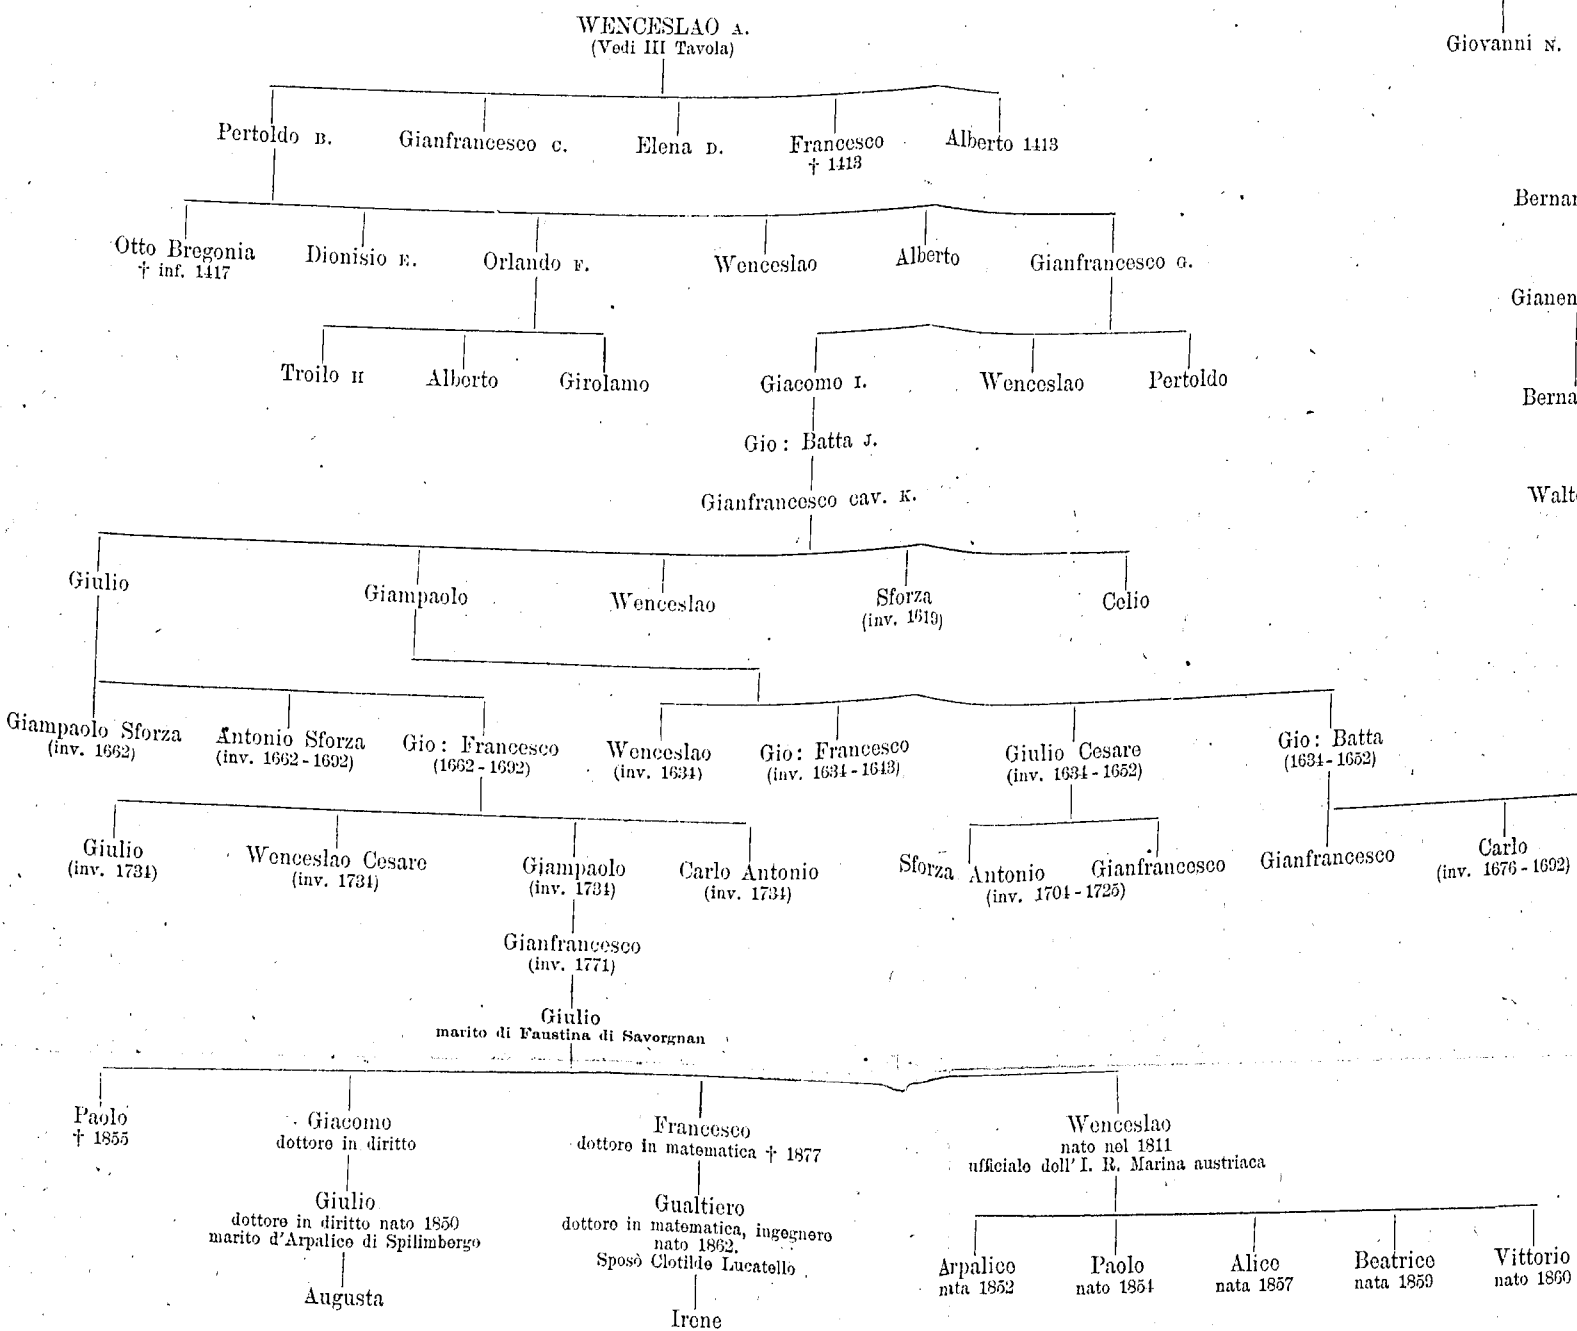 WENCESLAO A.
(Vedi III Tavola)
Giovanni N.
Pertoldo B.
Gianfrancesco C.
Elena D.
Francesco
† 1413
Alberto 1413
Bernar
Otto Bregonia
† inf. 1417
Dionisio E.
Orlando F.
Wenceslao
Alberto
Gianfrancesco G.
Gianen
Troilo H
Alberto
Girolamo
Giacomo I.
Wenceslao
Pertoldo
Berna
Gio: Batta J.
Gianfrancesco cav. K.
Walt
Giulio
Giampaolo
Wenceslao
Sforza
(inv. 1619)
Celio
Giampaolo Sforza
(inv. 1662)
Antonio Sforza
(inv. 1662-1692)
Gio: Francesco
(1662-1692)
Wenceslao
(inv. 1634)
Gio: Francesco
(inv. 1634-1643)
Giulio Cesare
(inv. 1634-1652)
Gio: Batta
(1634-1652)
Giulio
(inv. 1734)
Wenceslao Cesare
(inv. 1734)
Giampaolo
(inv. 1734)
Carlo Antonio
(inv. 1734)
Sforza Antonio
(inv. 1704-1725)
Gianfrancesco
Gianfrancesco
Carlo
(inv. 1676-1692)
Gianfrancesco
(inv. 1771)
Giulio
marito di Faustina di Savorgnan
Paolo
† 1855
Giacomo
dottore in diritto
Francesco
dottore in matematica † 1877
Wenceslao
nato nel 1811
ufficiale dell' I. R. Marina austriaca
Giulio
dottore in diritto nato 1850
marito d'Arpalice di Spilimbergo
Gualtiero
dottore in matematica, ingegnere
nato 1862.
Sposò Clotilde Lucatello
Arpalice
nata 1852
Paolo
nato 1854
Alice
nata 1857
Beatrice
nata 1859
Vittorio
nato 1860
Augusta
Irene